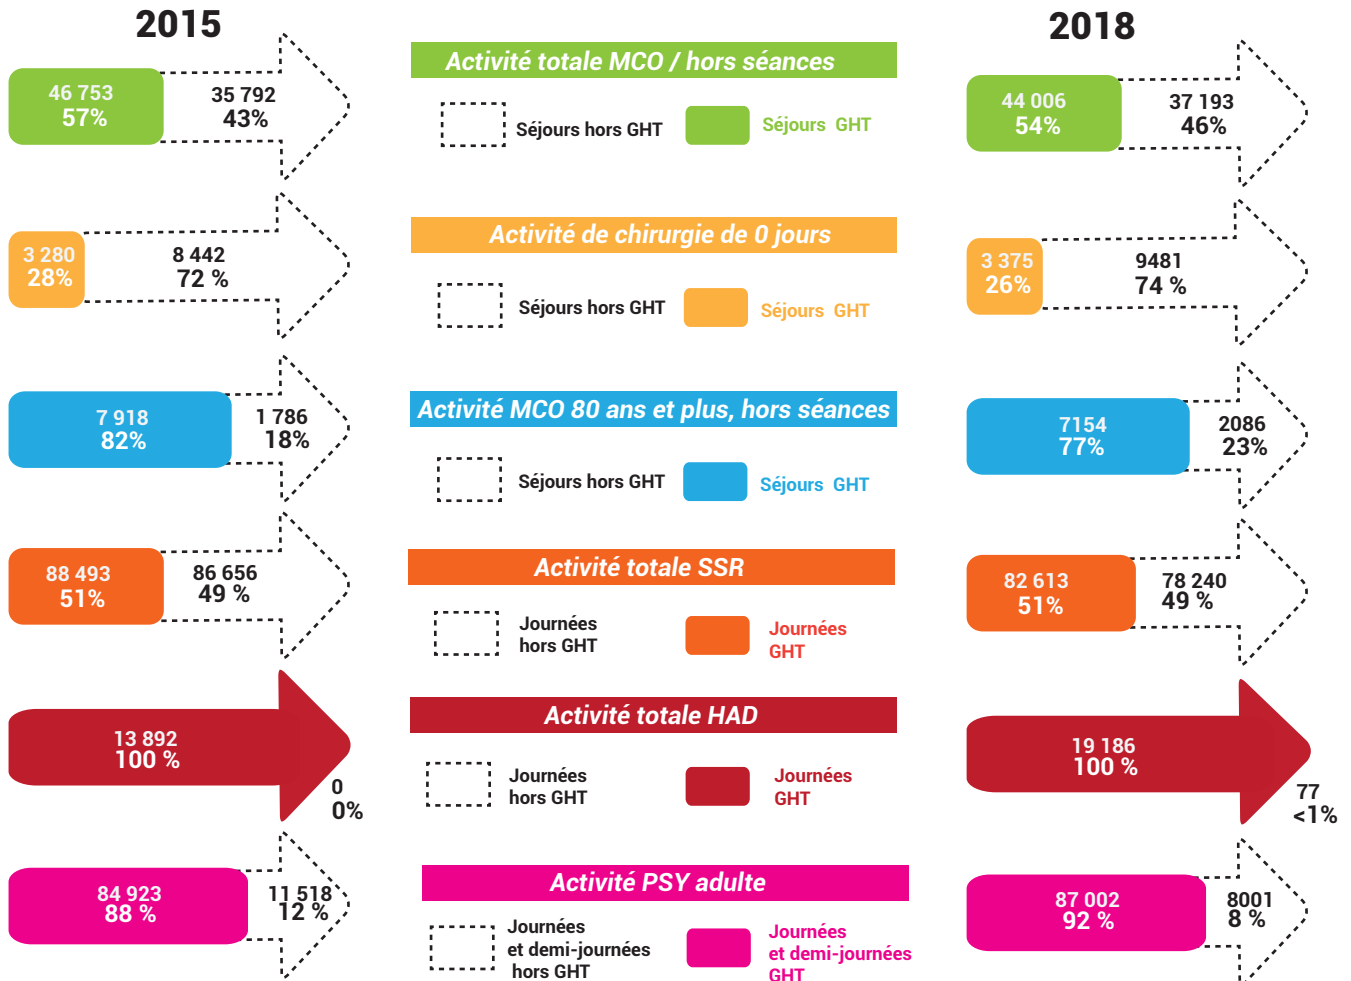 2015
2018
46 753
57%
35 792
43%
Activité totale MCO / hors séances
Séjours hors GHT
Séjours GHT
44 006
54%
37 193
46%
3 280
28%
8 442
72 %
Activité de chirurgie de 0 jours
Séjours hors GHT
Séjours GHT
3 375
26%
9481
74 %
7 918
82%
1 786
18%
Activité MCO 80 ans et plus, hors séances
Séjours hors GHT
Séjours GHT
7154
77%
2086
23%
88 493
51%
86 656
49 %
Activité totale SSR
Journées
hors GHT
Journées
GHT
82 613
51%
78 240
49 %
13 892
100 %
0
0%
Activité totale HAD
Journées
hors GHT
Journées
GHT
19 186
100 %
77
<1%
84 923
88 %
11 518
12 %
Activité PSY adulte
Journées
et demi-journées
hors GHT
Journées
et demi-journées
GHT
87 002
92 %
8001
8 %